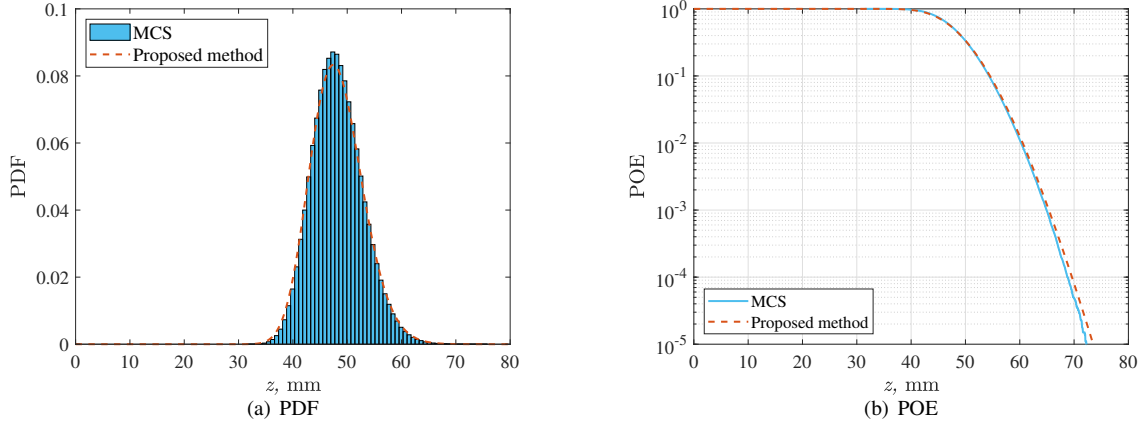 0.1
0.08
0.06
0.04
0.02
0
PDF
MCS
Proposed method
0 10 20 30 40 50 60 70 80
z, mm
(a) PDF
10^0
10^-1
10^-2
10^-3
10^-4
10^-5
POE
MCS
Proposed method
0 10 20 30 40 50 60 70 80
z, mm
(b) POE